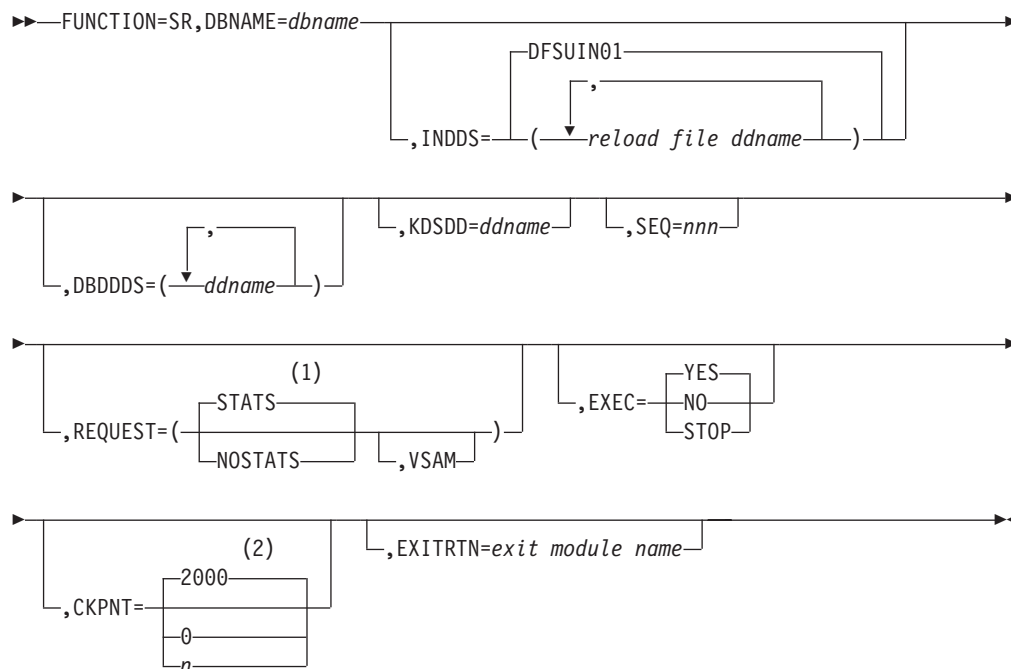 FUNCTION=SR,DBNAME=dbname
DFSUIN01
,
,INDDS= ( reload file ddname )
,
,DBDDDS=( ddname )
,KDSDD=ddname
,SEQ=nnn
(1)
STATS
,REQUEST=( )
NOSTATS
,VSAM
YES
,EXEC= NO
STOP
(2)
2000
,CKPNT=
0
n
,EXITRTN=exit module name